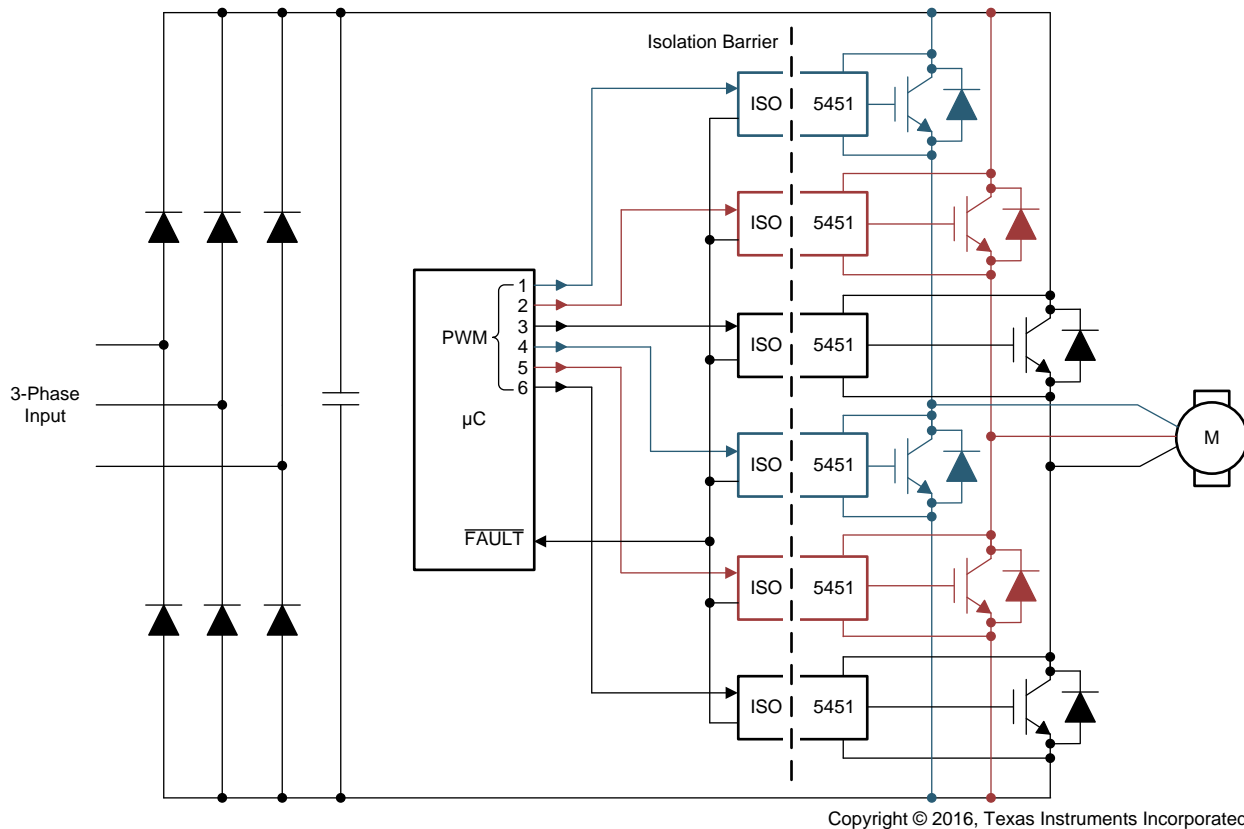 Isolation Barrier
ISO 5451
ISO 5451
1
2
3
4
5
6
PWM
ISO 5451
3-Phase
Input
µC
M
ISO 5451
FAULT
ISO 5451
ISO 5451
Copyright © 2016, Texas Instruments Incorporated